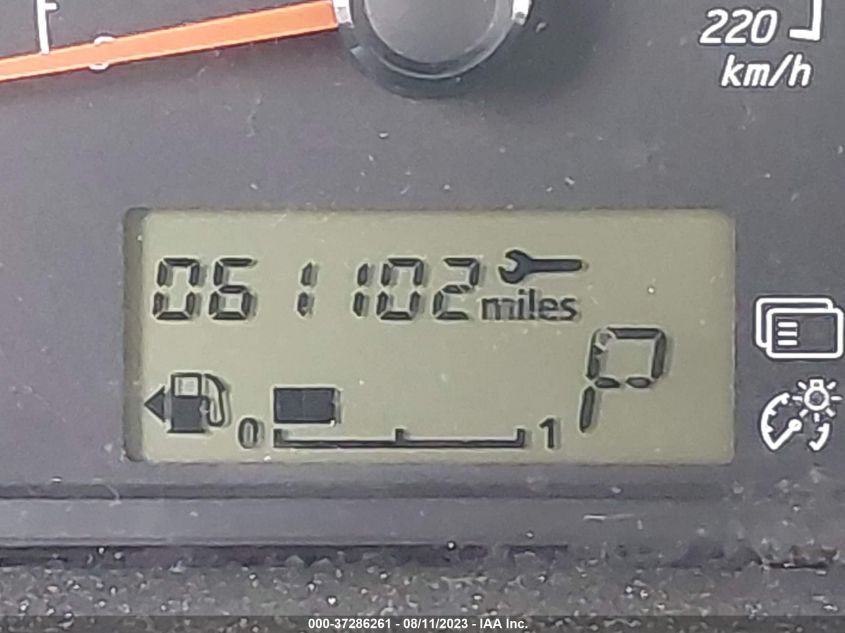 220
km/h
061102 miles
P
0 1
000-37286261 - 08/11/2023 - IAA Inc.